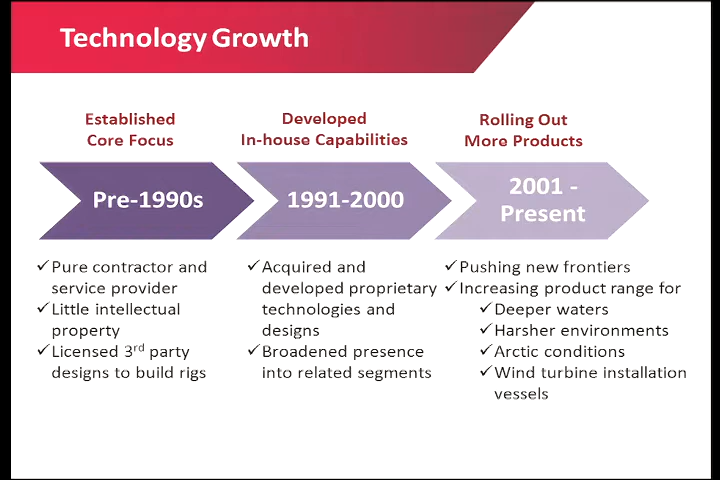 Technology Growth
Established
Core Focus
Developed
In-house Capabilities
Rolling Out
More Products
Pre-1990s
1991-2000
2001 -
Present
✓Pure contractor and
service provider
✓Little intellectual
property
✓Licensed 3rd party
designs to build rigs
✓Acquired and
developed proprietary
technologies and
designs
✓Broadened presence
into related segments
✓Pushing new frontiers
✓Increasing product range for
✓Deeper waters
✓Harsher environments
✓Arctic conditions
✓Wind turbine installation
vessels